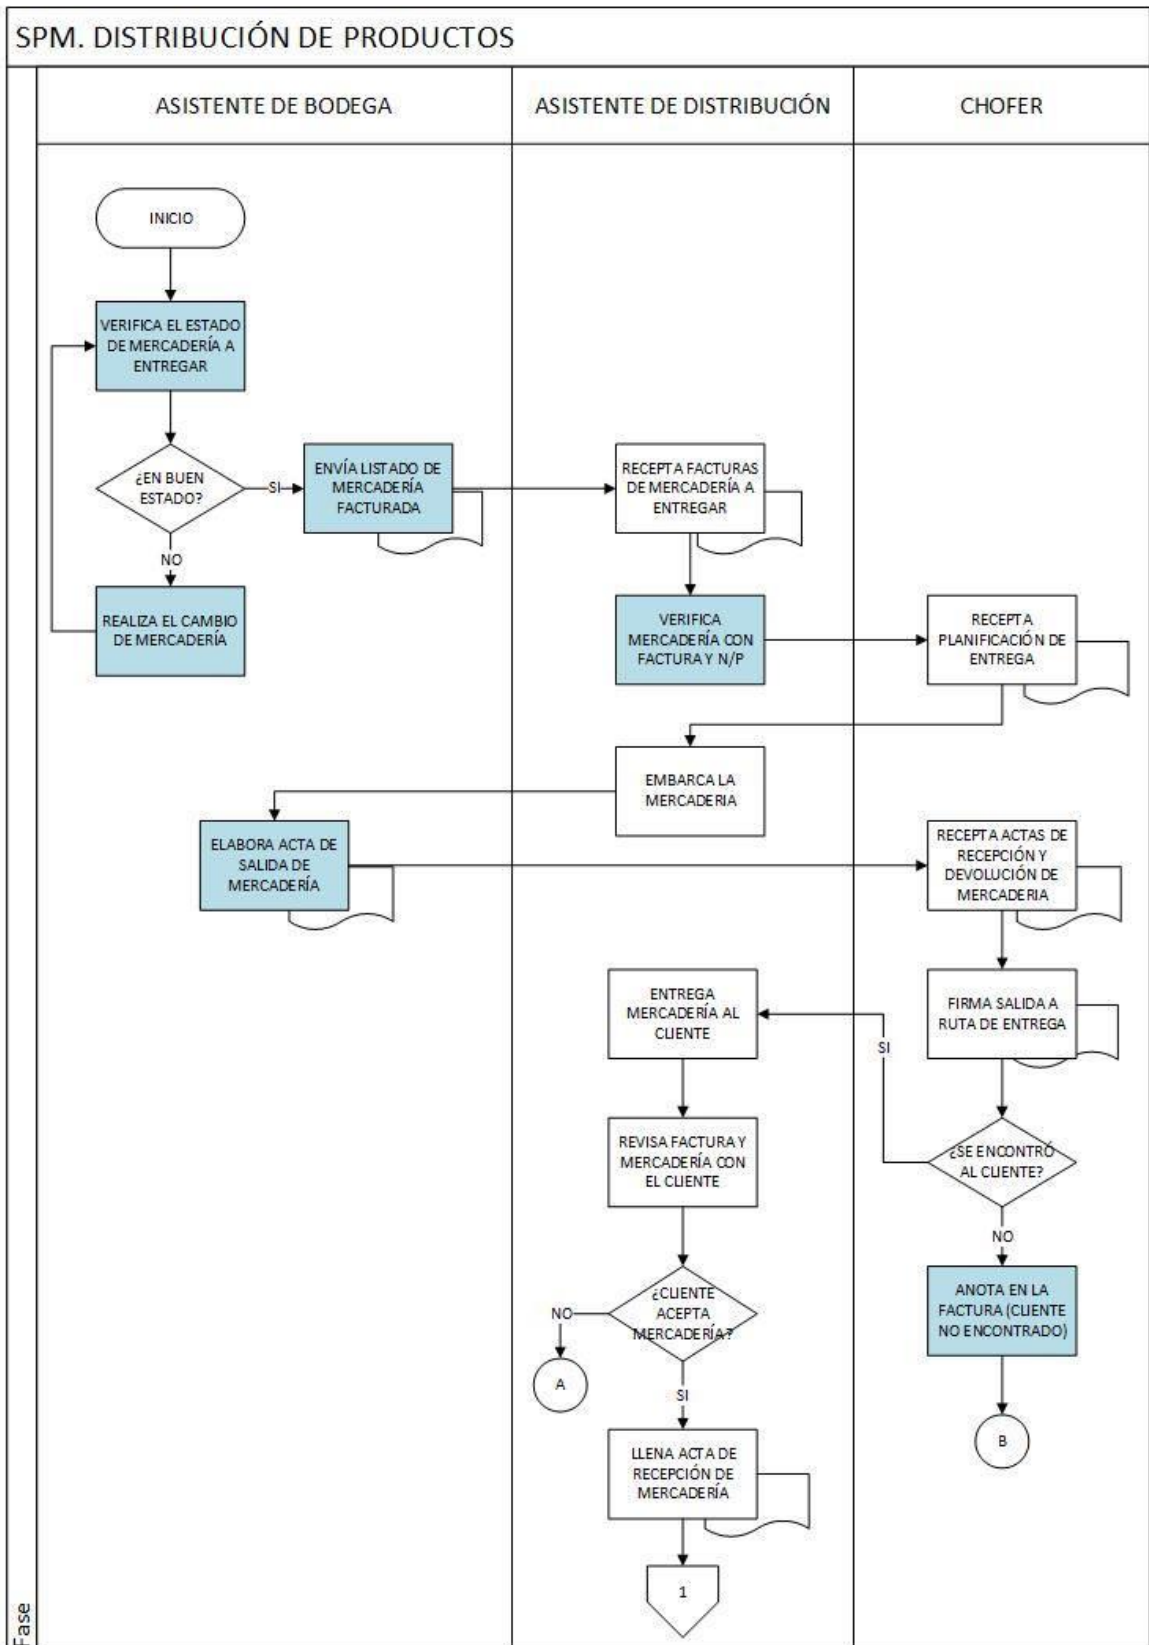 SPM. DISTRIBUCIÓN DE PRODUCTOS
ASISTENTE DE BODEGA
ASISTENTE DE DISTRIBUCIÓN
CHOFER
INICIO
VERIFICA EL ESTADO
DE MERCADERÍA A
ENTREGAR
¿EN BUEN
ESTADO?
SI
ENVÍA LISTADO DE
MERCADERÍA
FACTURADA
RECEPTA FACTURAS
DE MERCADERÍA A
ENTREGAR
NO
REALIZA EL CAMBIO
DE MERCADERÍA
VERIFICA
MERCADERÍA CON
FACTURA Y N/P
RECEPTA
PLANIFICACIÓN DE
ENTREGA
EMBARCA LA
MERCADERIA
ELABORA ACTA DE
SALIDA DE
MERCADERÍA
RECEPTA ACTAS DE
RECEPCIÓN Y
DEVOLUCIÓN DE
MERCADERIA
ENTREGA
MERCADERÍA AL
CLIENTE
FIRMA SALIDA A
RUTA DE ENTREGA
SI
REVISA FACTURA Y
MERCADERÍA CON
EL CLIENTE
¿SE ENCONTRÓ
AL CLIENTE?
NO
¿CLIENTE
ACEPTA
MERCADERÍA?
NO
ANOTA EN LA
FACTURA (CLIENTE
NO ENCONTRADO)
A
SI
B
LLENA ACTA DE
RECEPCIÓN DE
MERCADERÍA
1
Fase